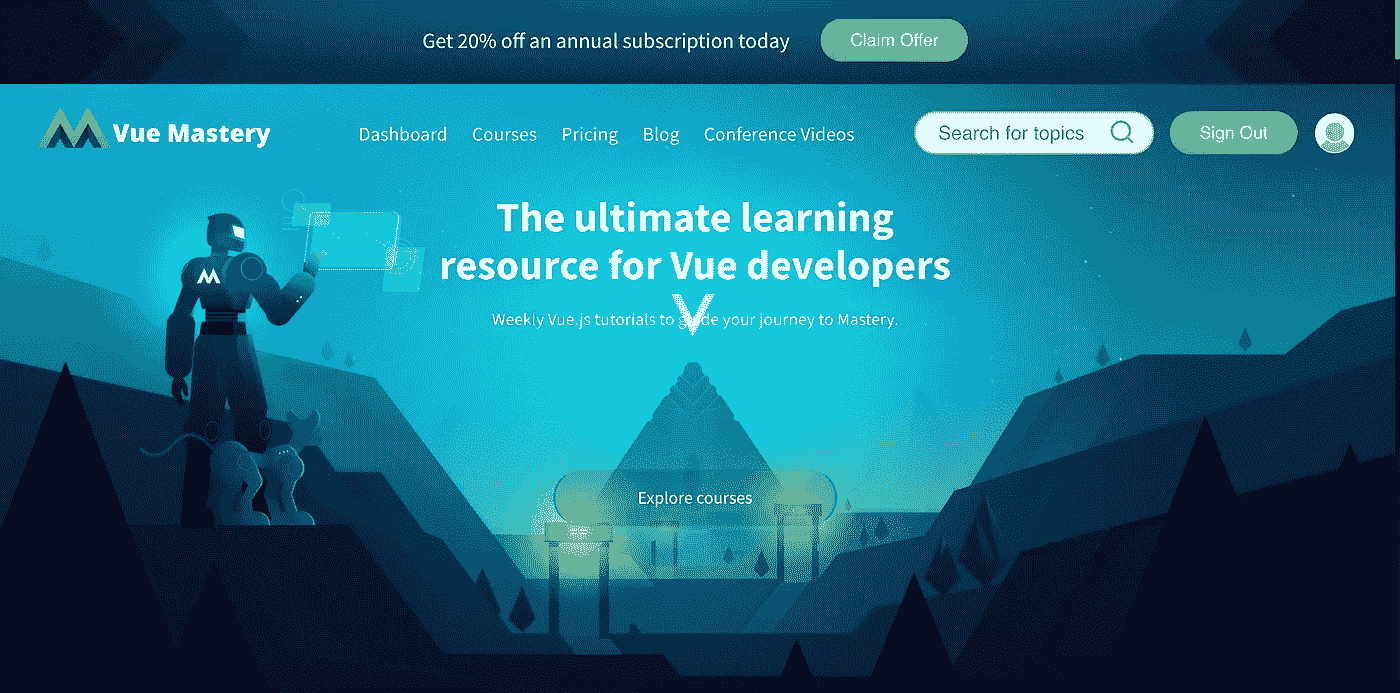 Get 20% off an annual subscription today
Claim Offer
Vue Mastery
Dashboard
Courses
Pricing
Blog
Conference Videos
Search for topics
Sign Out
The ultimate learning
resource for Vue developers
Weekly Vue.js tutorials to guide your journey to Mastery.
Explore courses